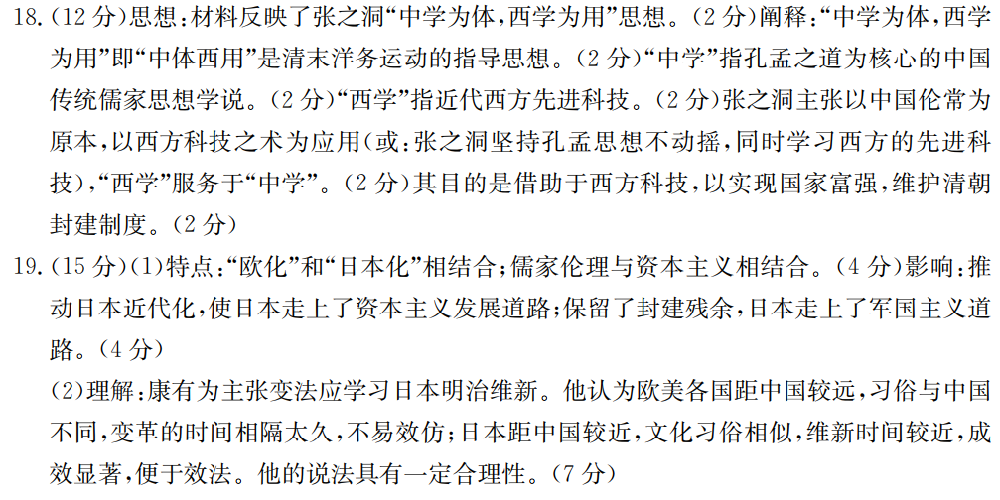 18.(12分)思想:材料反映了张之洞“中学为体,西学为用”思想。(2分)阐释:“中学为体,西学
为用”即“中体西用”是清末洋务运动的指导思想。(2分)“中学”指孔孟之道为核心的中国
传统儒家思想学说。(2分)“西学”指近代西方先进科技。(2分)张之洞主张以中国伦常为
原本,以西方科技之术为应用(或:张之洞坚持孔孟思想不动摇,同时学习西方的先进科
技),“西学”服务于“中学”。(2分)其目的是借助于西方科技,以实现国家富强,维护清朝
封建制度。(2分)
19.(15分)(1)特点:“欧化”和“日本化”相结合;儒家伦理与资本主义相结合。(4分)影响:推
动日本近代化,使日本走上了资本主义发展道路;保留了封建残余,日本走上了军国主义道
路。(4分)
(2)理解:康有为主张变法应学习日本明治维新。他认为欧美各国距中国较远,习俗与中国
不同,变革的时间相隔太久,不易效仿;日本距中国较近,文化习俗相似,维新时间较近,成
效显著,便于效法。他的说法具有一定合理性。(7分)